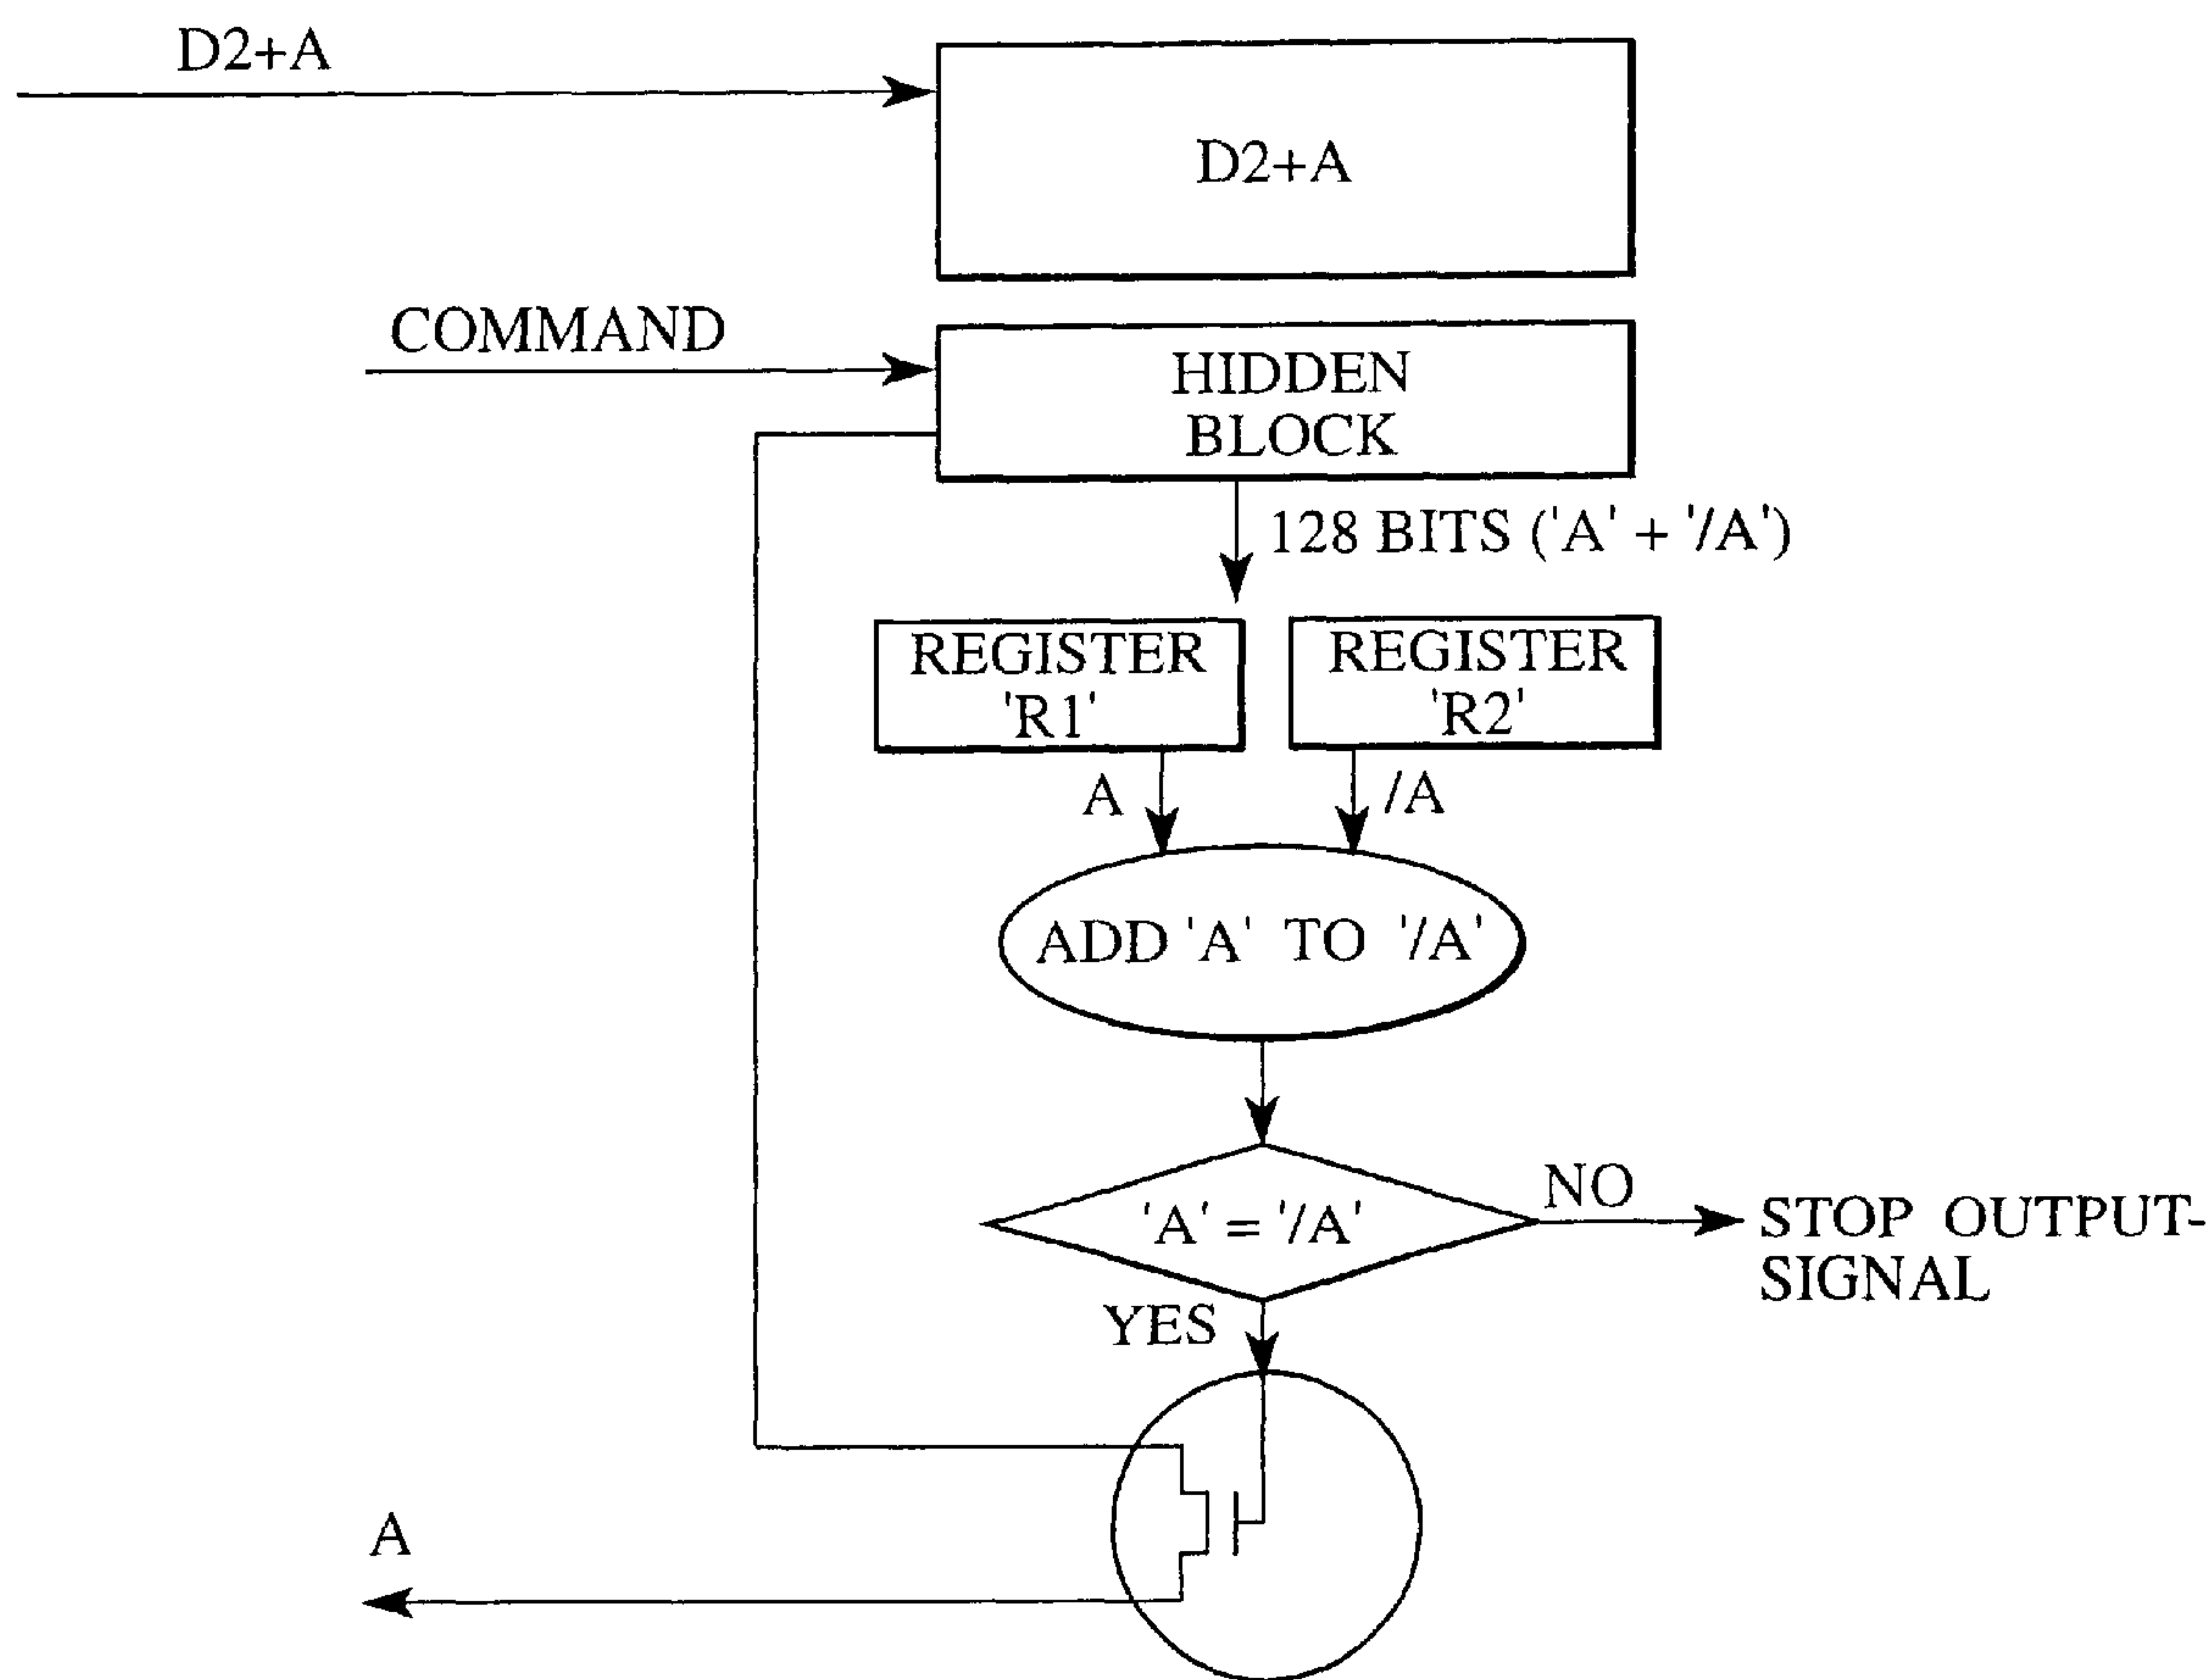 D2+A
D2+A
COMMAND
HIDDEN
BLOCK
128 BITS ('A' + '/A')
REGISTER
'R1'
REGISTER
'R2'
A
/A
ADD 'A' TO '/A'
'A' = '/A'
NO
STOP OUTPUT-
SIGNAL
YES
A